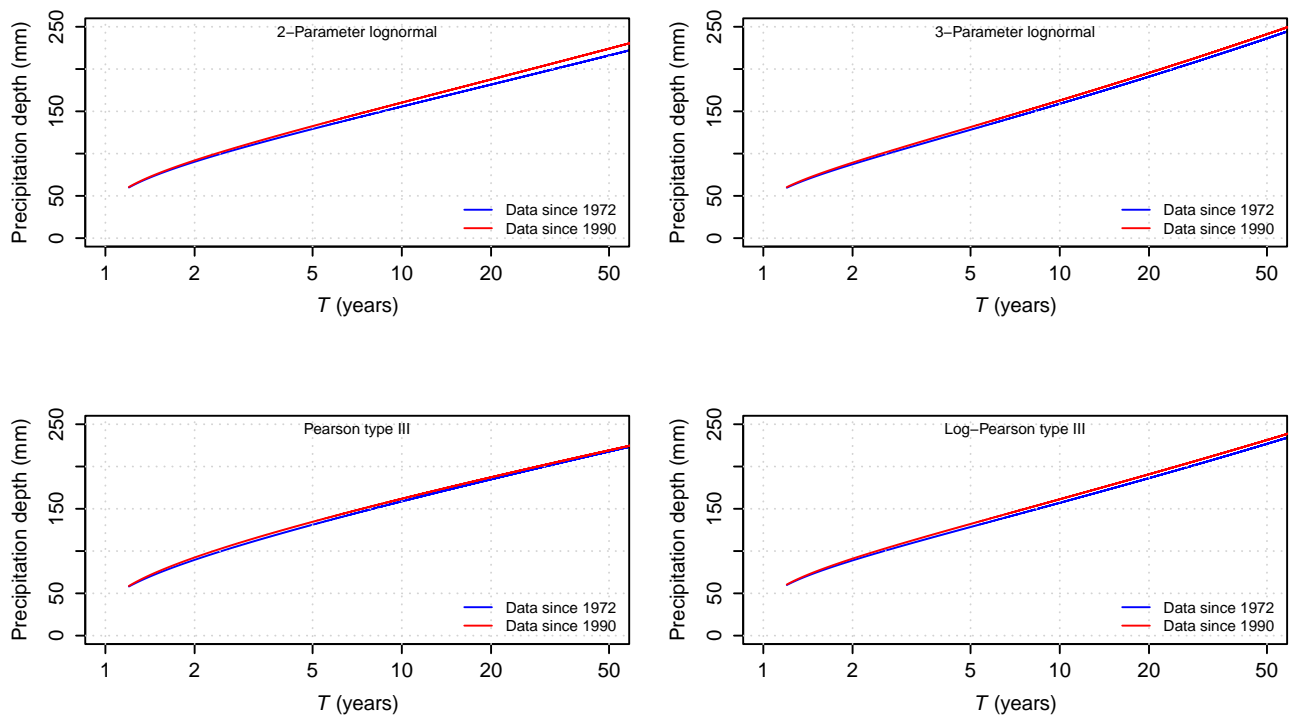 2−Parameter lognormal
Precipitation depth (mm)
250
150
50
0
Data since 1972
Data since 1990
1 2 5 10 20 50
T (years)
3−Parameter lognormal
Precipitation depth (mm)
250
150
50
0
Data since 1972
Data since 1990
1 2 5 10 20 50
T (years)
Pearson type III
Precipitation depth (mm)
250
150
50
0
Data since 1972
Data since 1990
1 2 5 10 20 50
T (years)
Log−Pearson type III
Precipitation depth (mm)
250
150
50
0
Data since 1972
Data since 1990
1 2 5 10 20 50
T (years)